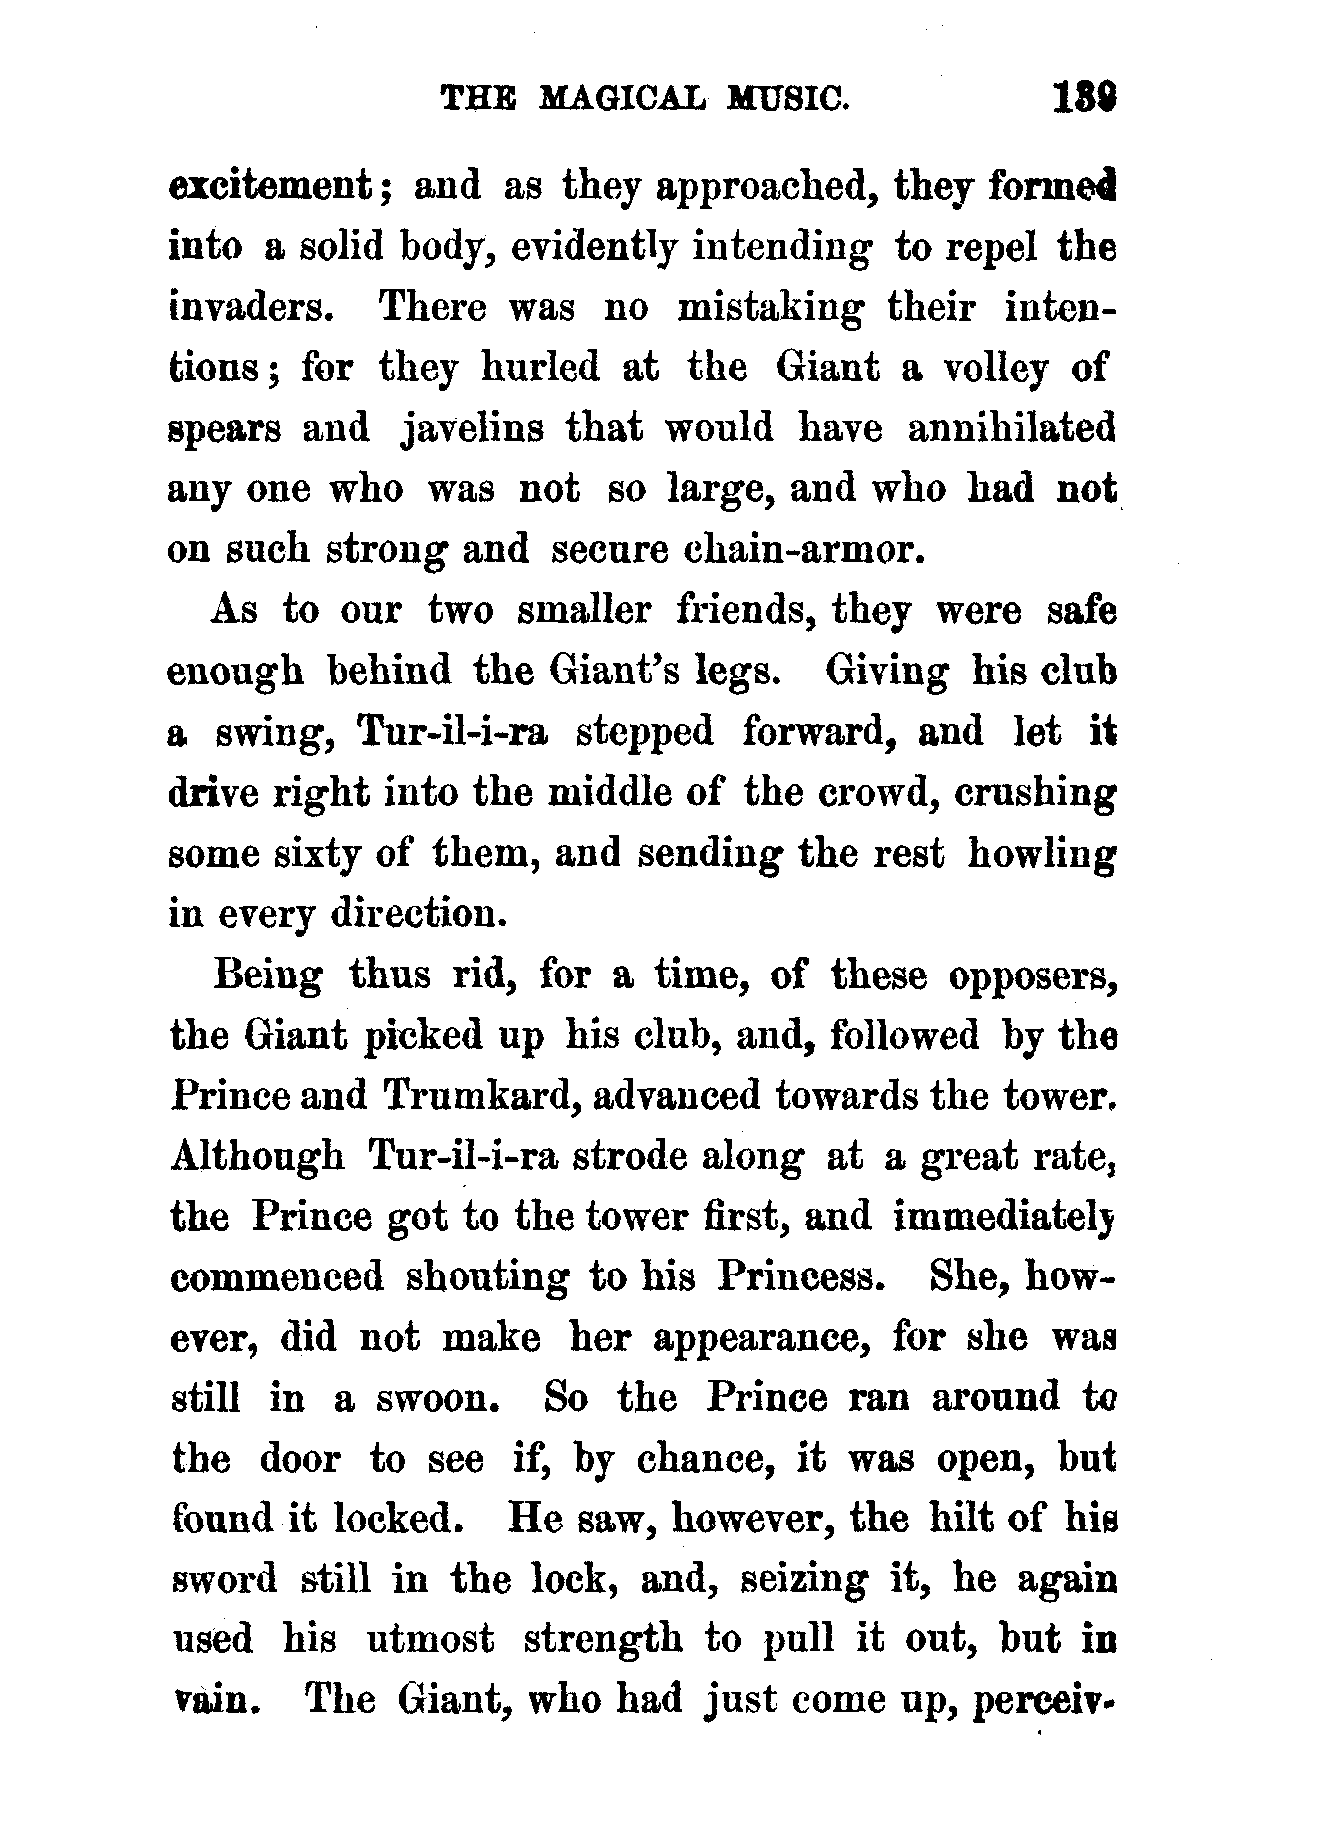 THE MAGICAL MUSIC. 139
excitement; and as they approached, they formed
into a solid body, evidently intending to repel the
invaders. There was no mistaking their inten-
tions; for they hurled at the Giant a volley of
spears and javelins that would have annihilated
any one who was not so large, and who had not
on such strong and secure chain-armor.
As to our two smaller friends, they were safe
enough behind the Giant's legs. Giving his club
a swing, Tur-il-i-ra stepped forward, and let it
drive right into the middle of the crowd, crushing
some sixty of them, and sending the rest howling
in every direction.
Being thus rid, for a time, of these opposers,
the Giant picked up his club, and, followed by the
Prince and Trumkard, advanced towards the tower.
Although Tur-il-i-ra strode along at a great rate,
the Prince got to the tower first, and immediately
commenced shouting to his Princess. She, how-
ever, did not make her appearance, for she was
still in a swoon. So the Prince ran around to
the door to see if, by chance, it was open, but
found it locked. He saw, however, the hilt of his
sword still in the lock, and, seizing it, he again
used his utmost strength to pull it out, but in
vain. The Giant, who had just come up, perceiv-